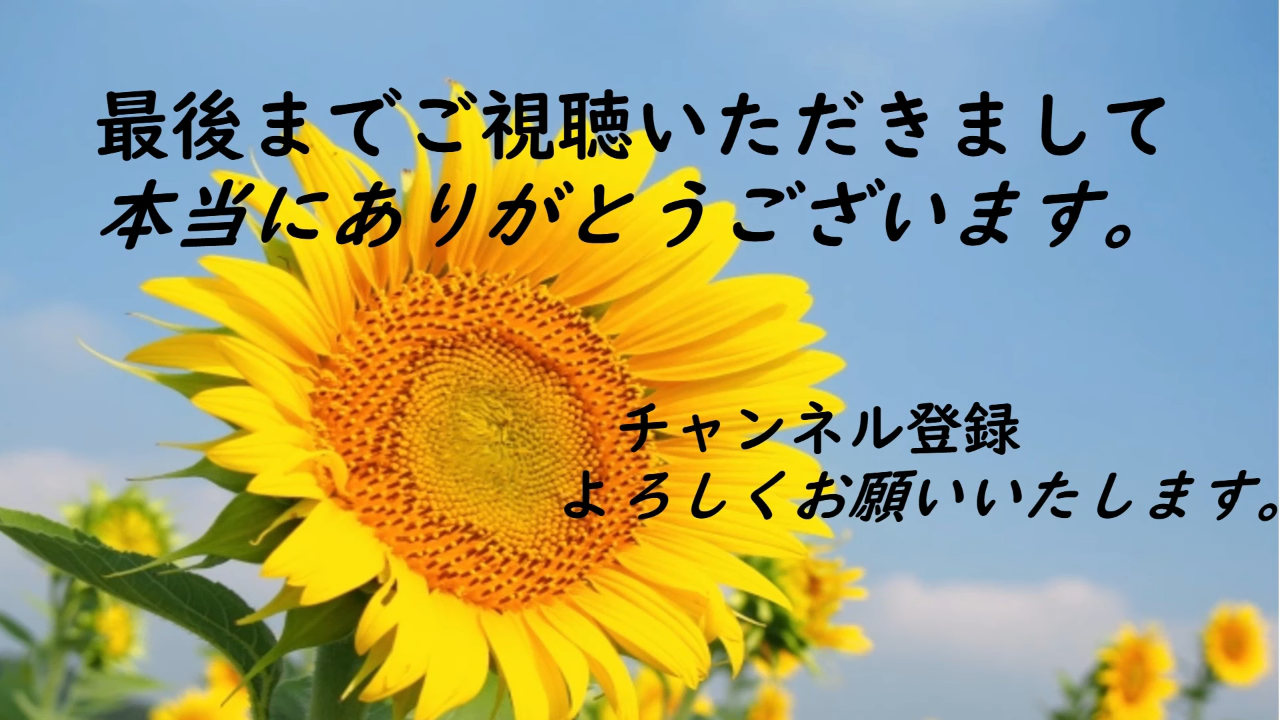 最後までご視聴いただきまして
本当にありがとうございます。
チャンネル登録
よろしくお願いいたします。